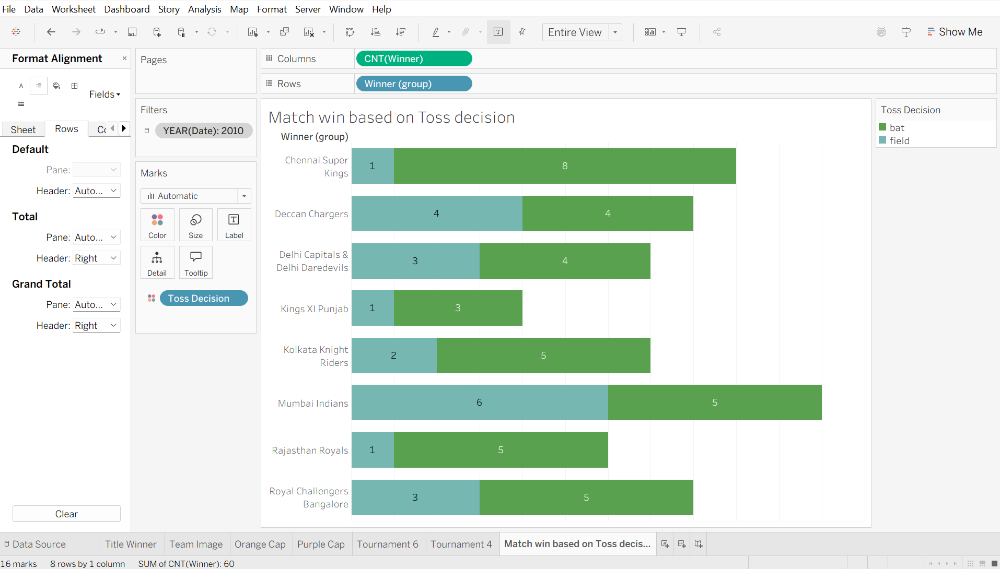 File Data Worksheet Dashboard Story Analysis Map Format Server Window Help
Entire View
Show Me
Format Alignment
Fields
Sheet Rows Co
Default
Pane:
Header: Auto...
Total
Pane: Auto...
Header: Right
Grand Total
Pane: Auto...
Header: Right
Clear
Pages
Filters
YEAR(Date): 2010
Marks
Automatic
Color Size Label
Detail Tooltip
Toss Decision
Columns CNT(Winner)
Rows Winner (group)
Match win based on Toss decision
Winner (group)
Chennai Super
Kings
1 8
Deccan Chargers 4 4
Delhi Capitals &
Delhi Daredevils
3 4
Kings XI Punjab 1 3
Kolkata Knight
Riders
2 5
Mumbai Indians 6 5
Rajasthan Royals 1 5
Royal Challengers
Bangalore
3 5
Toss Decision
bat
field
Data Source Title Winner Team Image Orange Cap Purple Cap Tournament 6 Tournament 4 Match win based on Toss decis...
16 marks 8 rows by 1 column SUM of CNT(Winner): 60